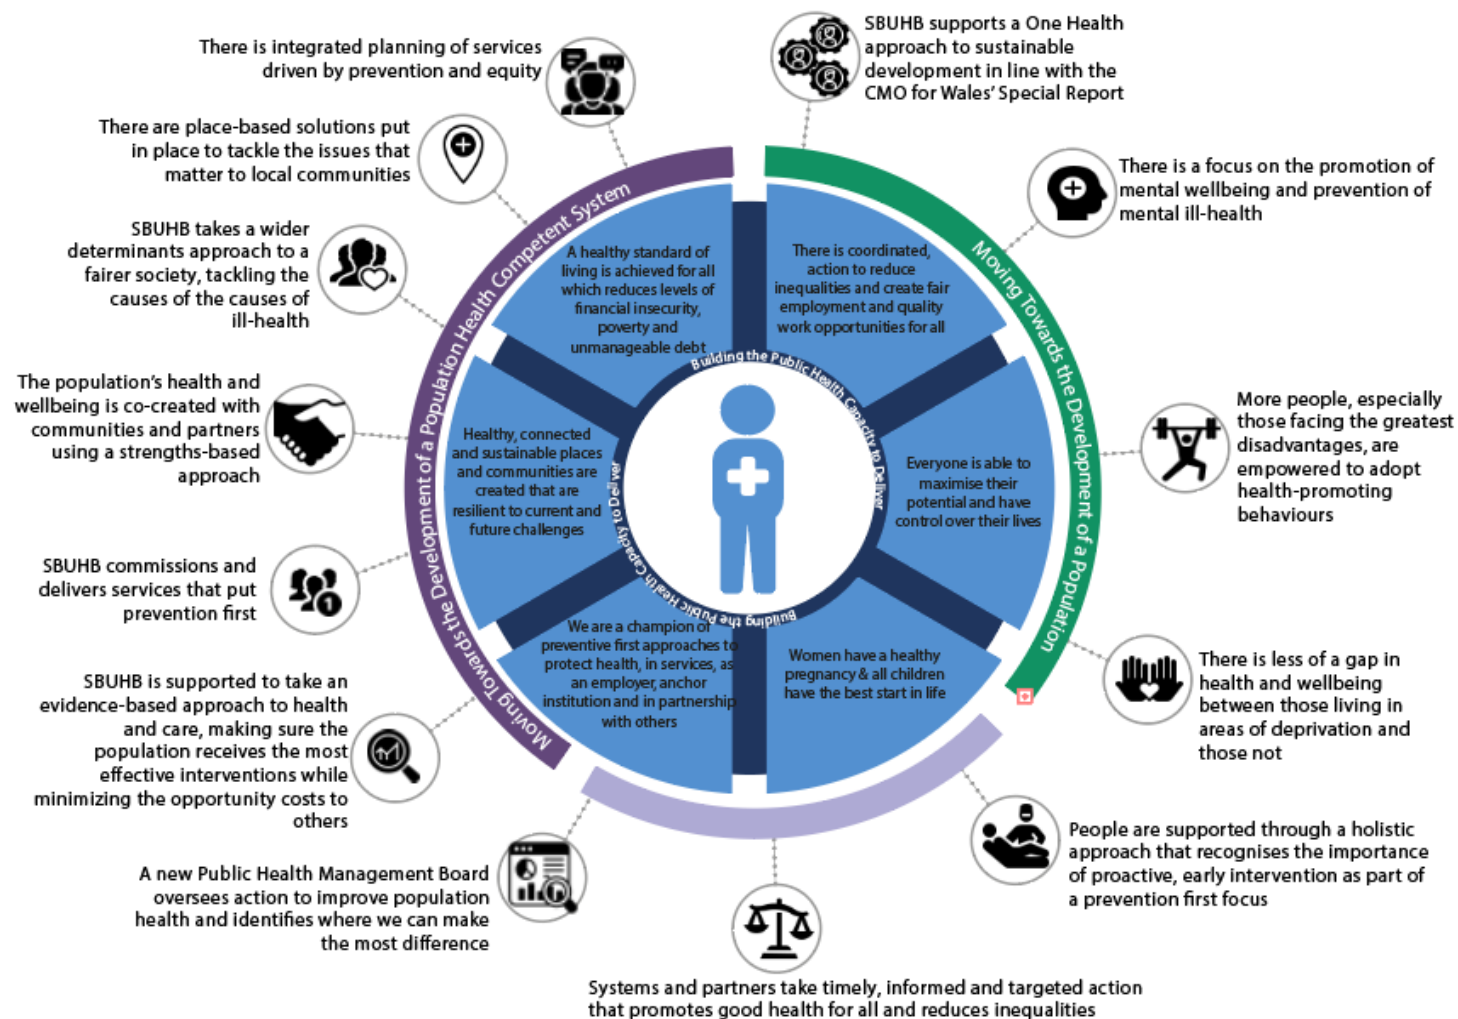 There is integrated planning of services
driven by prevention and equity
SBUHB supports a One Health
approach to sustainable
development in line with the
CMO for Wales' Special Report
There are place-based solutions put
in place to tackle the issues that
matter to local communities
There is a focus on the promotion of
mental wellbeing and prevention of
mental ill-health
SBUHB takes a wider
determinants approach to a
fairer society, tackling the
causes of the causes of
ill-health
The population's health and
wellbeing is co-created with
communities and partners
using a strengths-based
approach
More people, especially
those facing the greatest
disadvantages, are
empowered to adopt
health-promoting
behaviours
SBUHB commissions and
delivers services that put
prevention first
1
There is less of a gap in
health and wellbeing
between those living in
areas of deprivation and
those not
SBUHB is supported to take an
evidence-based approach to health
and care, making sure the
population receives the most
effective interventions while
minimizing the opportunity costs to
others
People are supported through a holistic
approach that recognises the importance
of proactive, early intervention as part of
a prevention first focus
A new Public Health Management Board
oversees action to improve population
health and identifies where we can make
the most difference
Systems and partners take timely, informed and targeted action
that promotes good health for all and reduces inequalities
Moving Towards the Development of a Population Health Competent System
Moving Towards the Development of a Population
A healthy standard of
living is achieved for all
which reduces levels of
financial insecurity,
poverty and
unmanageable debt
There is coordinated,
action to reduce
inequalities and create fair
employment and quality
work opportunities for all
Healthy, connected
and sustainable places
and communities are
created that are
resilient to current and
future challenges
Everyone is able to
maximise their
potential and have
control over their lives
We are a champion of
preventive first approaches to
protect health, in services, as
an employer, anchor
institution and in partnership
with others
Women have a healthy
pregnancy & all children
have the best start in life
Building the Public Health Capacity to Deliver
Building the Public Health Capacity to Deliver